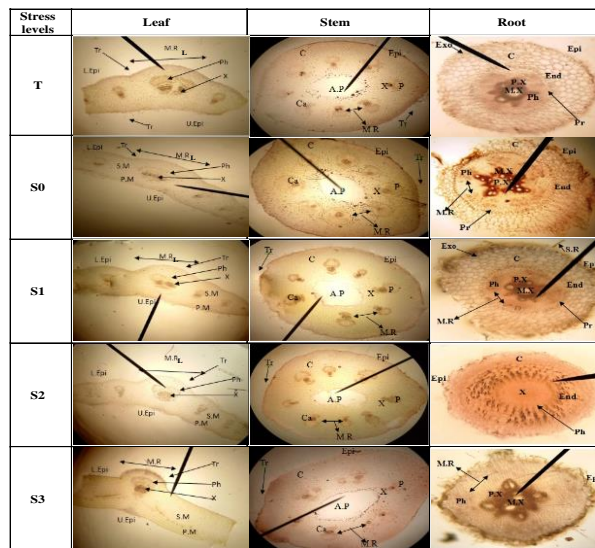 Stress levels
Leaf
Stem
Root
T
M.R L
Tr
L.Epi
Ph
X
U.Epi
Tr
C
Epi
A.P
X
P
Ca
M.R
Tr
Exo
C
Epi
P.X
End
M.X
Ph
Pr
S0
L.Epi
Tr
M.R L
S.M
Ph
P.M
X
U.Epi
Epi
Tr
C
Ca
X
P
A.P
M.R
C
Epi
Ph
M.X
P.X
End
M.R
Pr
S1
M.R L
L.Epi
Tr
Ph
X
U.Epi
S.M
P.M
Tr
C
Epi
Ca
A.P
X
P
M.R
Exo
S.R
C
Epi
P.X
Ph
M.X
End
M.R
Pr
S2
M.R L
Tr
L.Epi
Ph
X
U.Epi
S.M
P.M
Tr
C
Epi
A.P
X
P
Ca
M.R
C
Epi
X
End
Ph
S3
M.R L
L.Epi
Tr
X
U.Epi
S.M
P.M
Epi
Tr
C
P
X
A.P
Ca
M.R
M.R
Ph
P.X
M.X